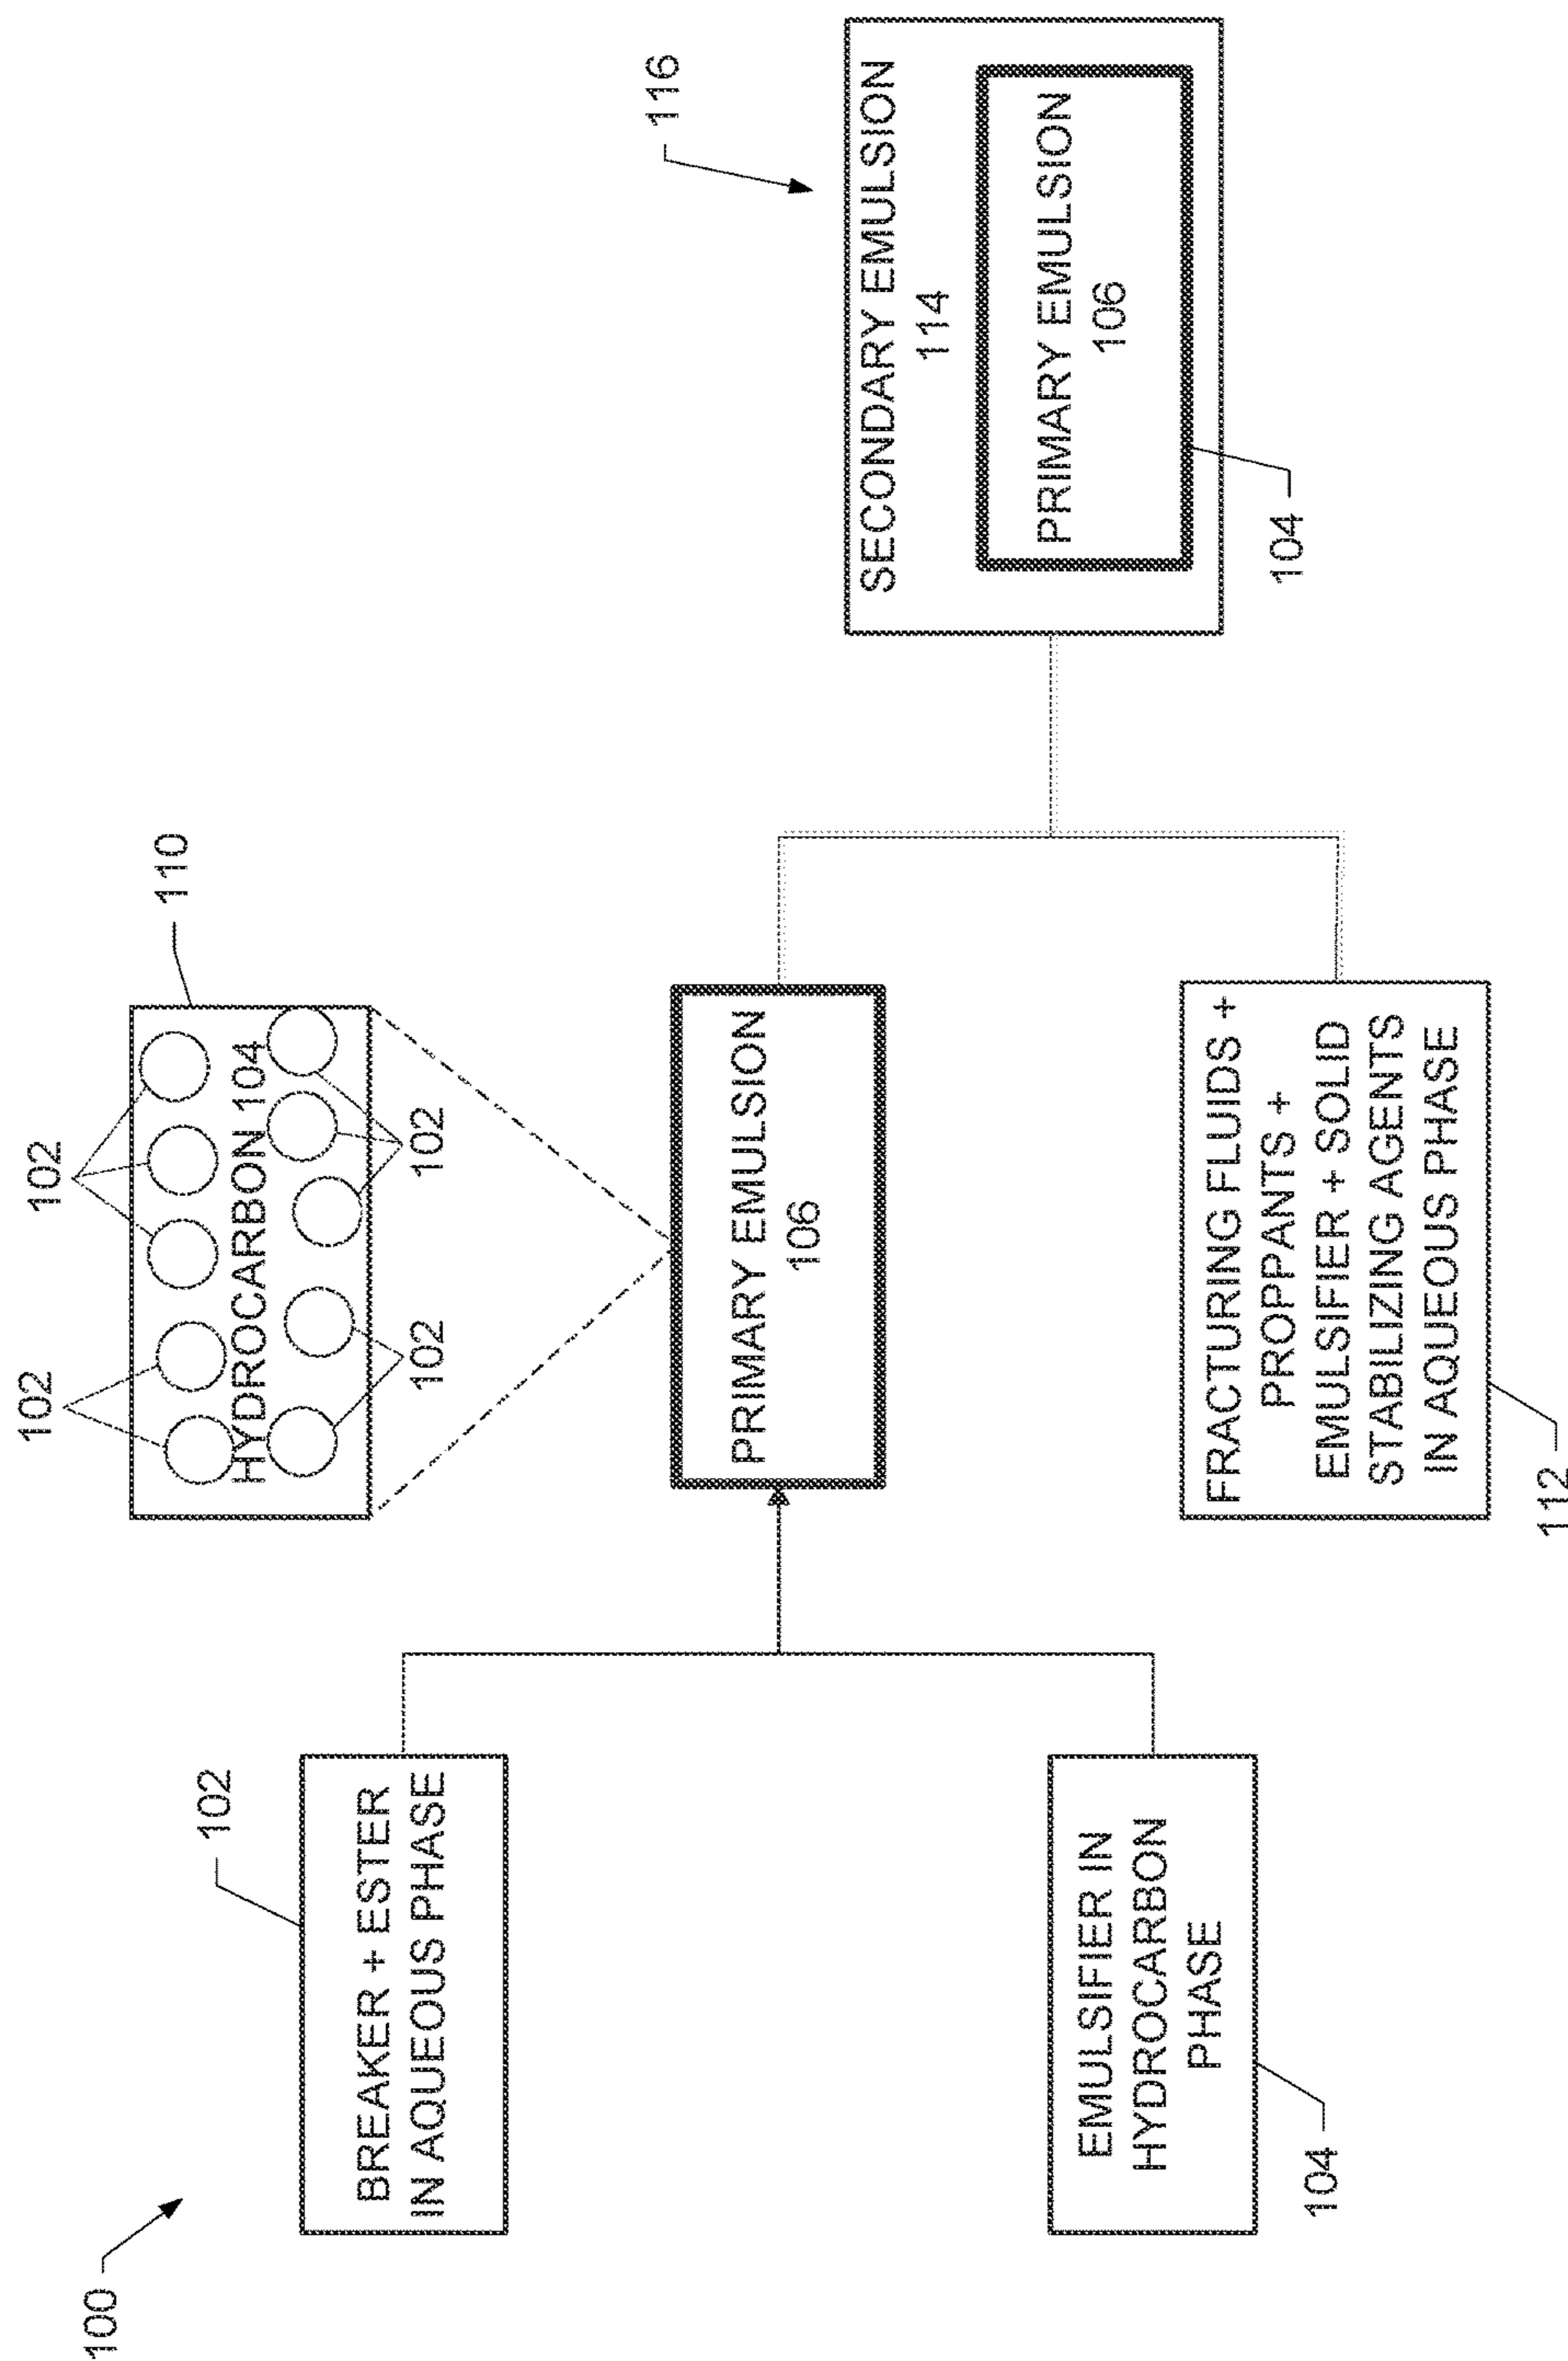 100
102
BREAKER + ESTER
IN AQUEOUS PHASE
EMULSIFIER IN
HYDROCARBON
PHASE
104
102
102
110
HYDROCARBON 104
102
102
PRIMARY EMULSION
106
FRACTURING FLUIDS +
PROPPANTS +
EMULSIFIER + SOLID
STABILIZING AGENTS
IN AQUEOUS PHASE
112
116
SECONDARY EMULSION
114
PRIMARY EMULSION
106
104